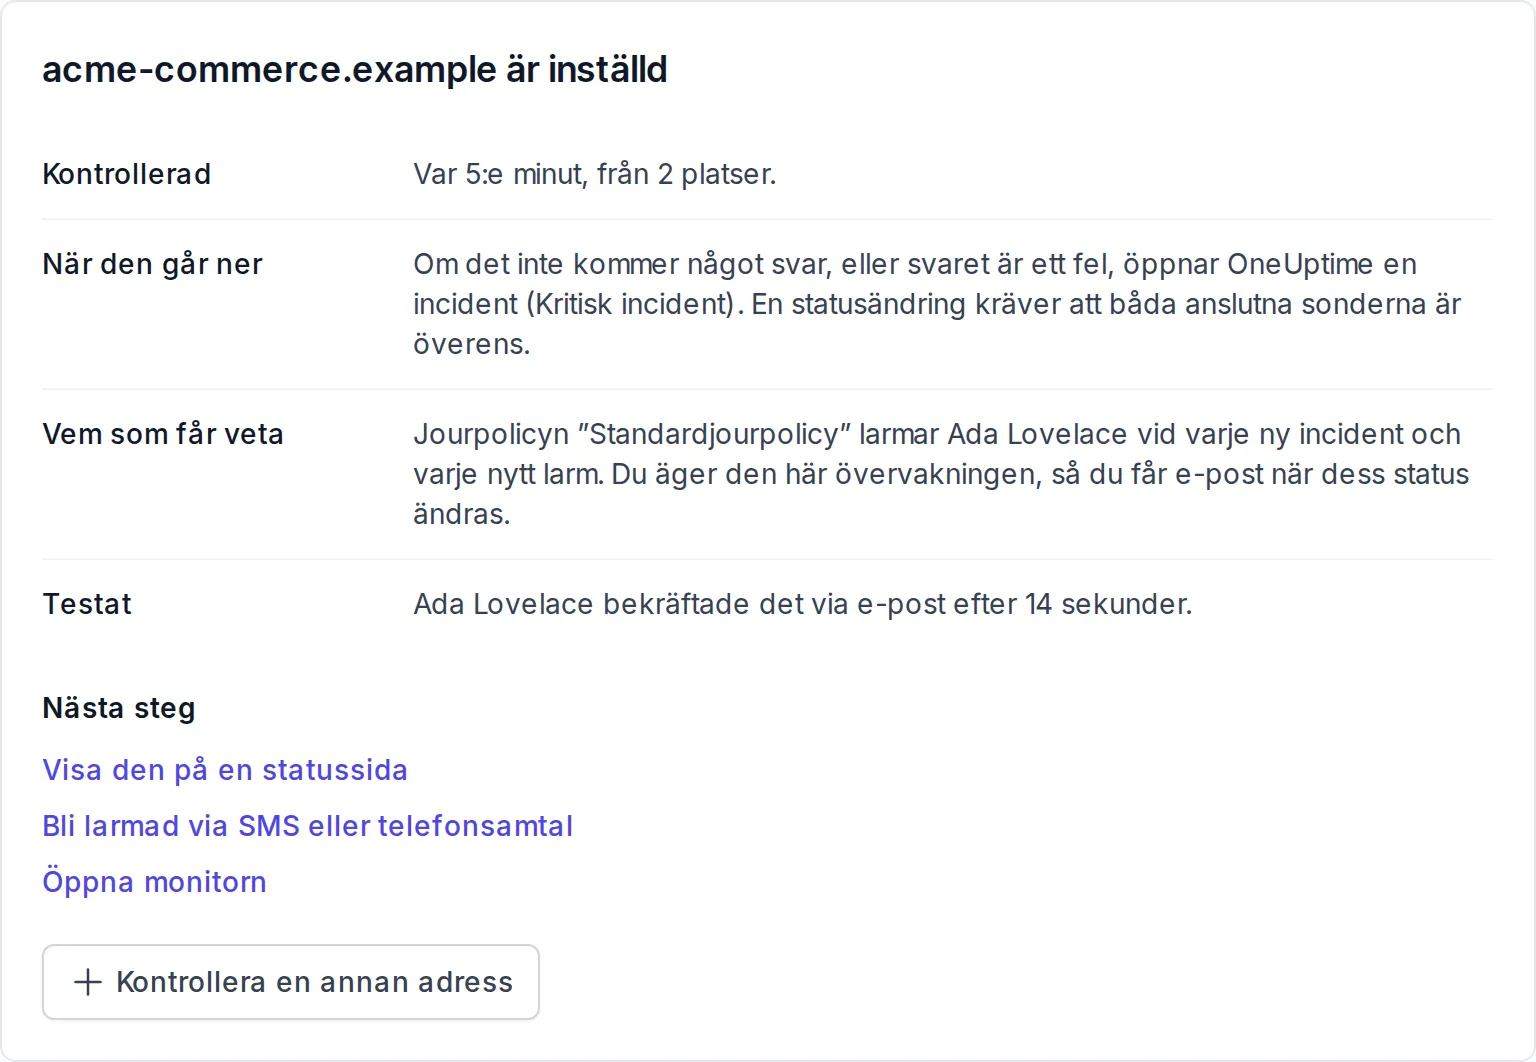 acme-commerce.example är inställd
Kontrollerad
Var 5:e minut, från 2 platser.
När den går ner
Om det inte kommer något svar, eller svaret är ett fel, öppnar OneUptime en
incident (Kritisk incident). En statusändring kräver att båda anslutna sonderna är
överens.
Vem som får veta
Jourpolicyn ”Standardjourpolicy” larmar Ada Lovelace vid varje ny incident och
varje nytt larm. Du äger den här övervakningen, så du får e-post när dess status
ändras.
Testat
Ada Lovelace bekräftade det via e-post efter 14 sekunder.
Nästa steg
Visa den på en statussida
Bli larmad via SMS eller telefonsamtal
Öppna monitorn
Kontrollera en annan adress